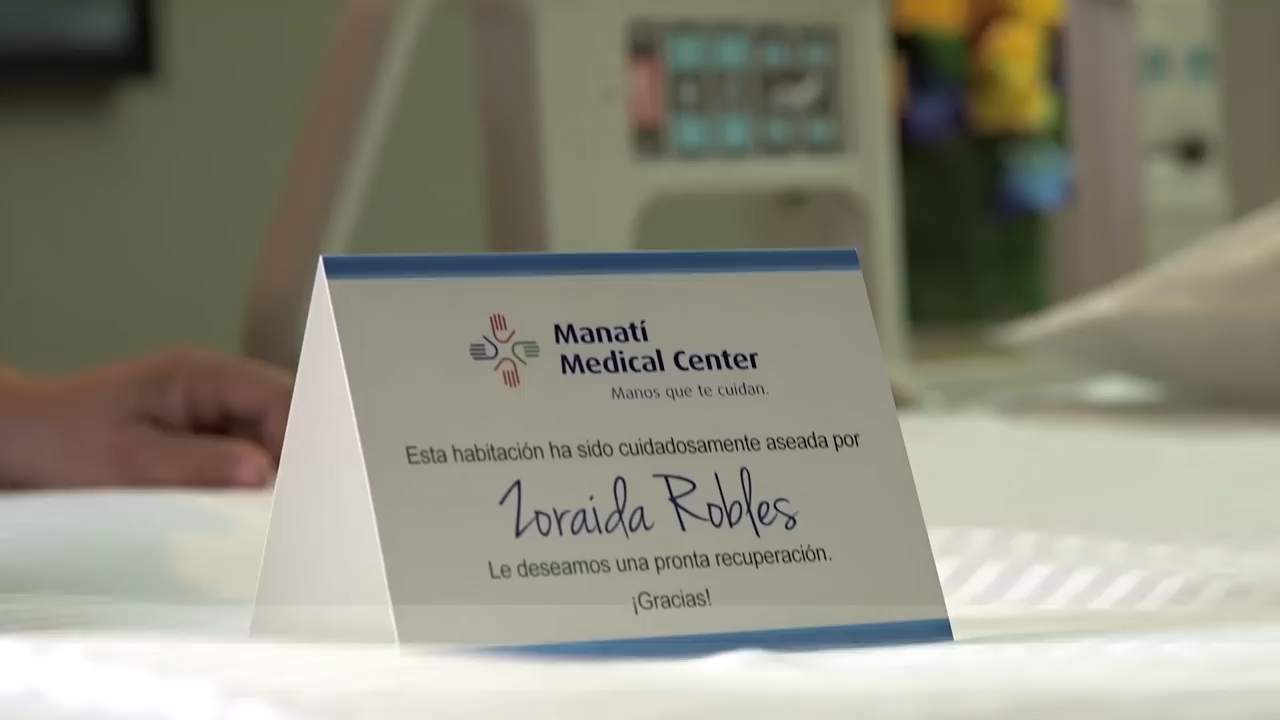 Manatí
Medical Center
Manos que te cuidan.
Esta habitación ha sido cuidadosamente aseada por
Zoraida Robles
Le deseamos una pronta recuperación.
¡Gracias!